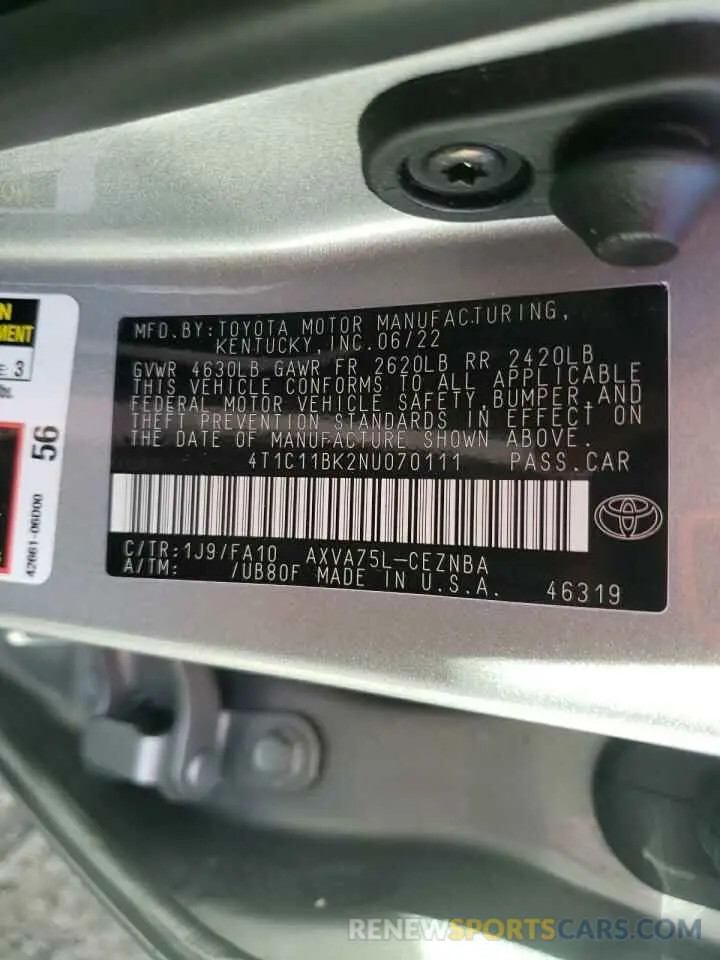 MFD.BY:TOYOTA MOTOR MANUFACTURING,
KENTUCKY,INC.06/22
GVWR 4630LB GAWR FR 2620LB RR 2420LB
THIS VEHICLE CONFORMS TO ALL APPLICABLE
FEDERAL MOTOR VEHICLE SAFETY,BUMPER,AND
THEFT PREVENTION STANDARDS IN EFFECT ON
THE DATE OF MANUFACTURE SHOWN ABOVE.
4T1C11BK2NU070111 PASS.CAR
C/TR:1J9/FA10 AXVA75L-CEZNBA
A/TM: /UB80F MADE IN U.S.A.
46319
3
56
42661-06D00
RENEWSPORTSCARS.COM